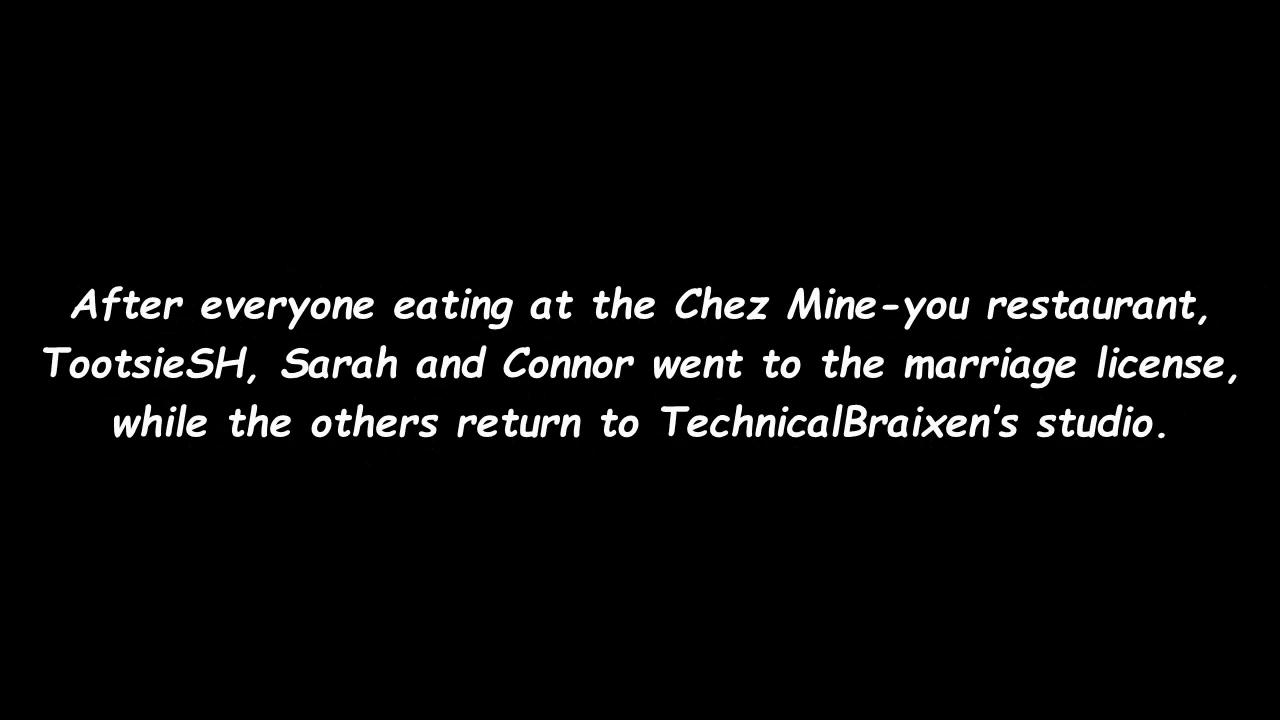 After everyone eating at the Chez Mine-you restaurant,
TootsieSH, Sarah and Connor went to the marriage license,
while the others return to TechnicalBraixen's studio.